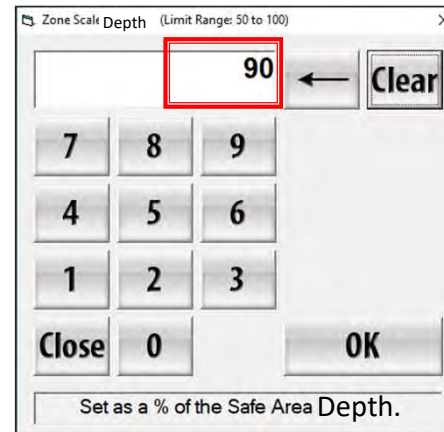 Zone Scale Depth (Limit Range: 50 to 100)
90 ← Clear
7 8 9
4 5 6
1 2 3
Close 0 OK
Set as a % of the Safe Area Depth.